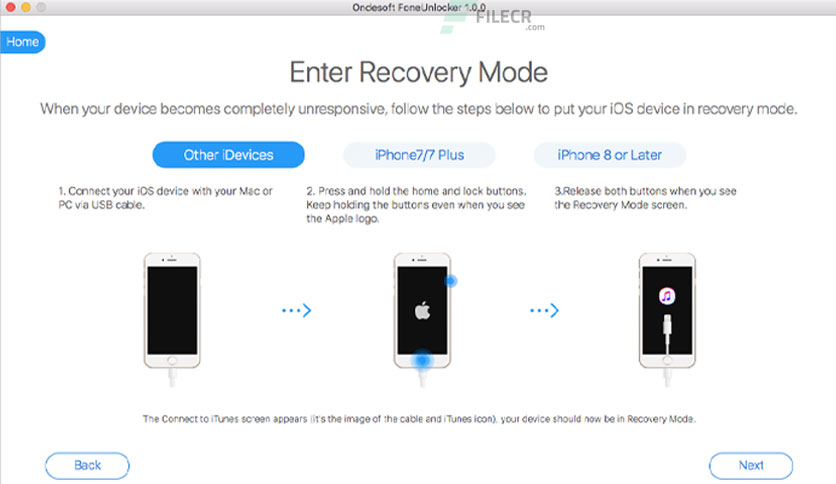 Ondesoft FoneUnlocker 1.0.0
FILECR
.com
Home
Enter Recovery Mode
When your device becomes completely unresponsive, follow the steps below to put your iOS device in recovery mode.
Other iDevices
iPhone7/7 Plus
iPhone 8 or Later
1. Connect your iOS device with your Mac or
PC via USB cable.
2. Press and hold the home and lock buttons.
Keep holding the buttons even when you see
the Apple logo.
3.Release both buttons when you see
the Recovery Mode screen.
The Connect to iTunes screen appears (it's the image of the cable and iTunes icon), your device should now be in Recovery Mode.
Back
Next